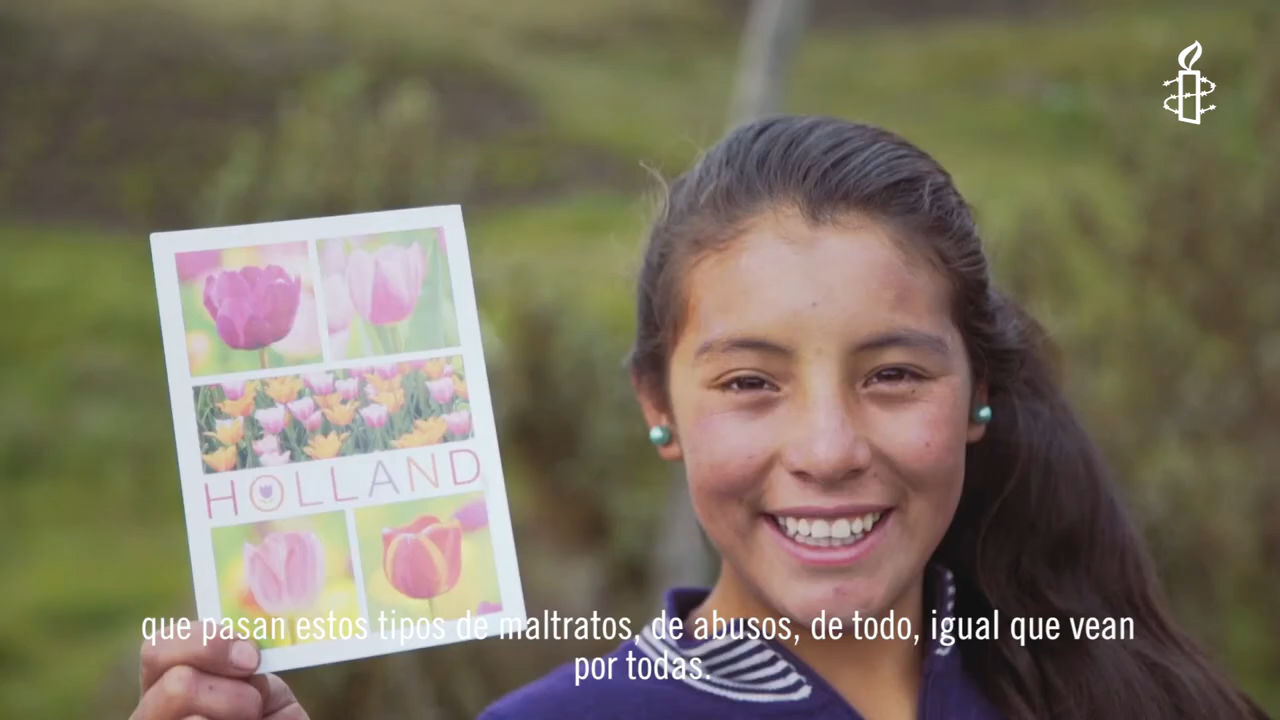 HOLLAND
que pasan estos tipos de maltratos, de abusos, de todo, igual que vean
por todas.